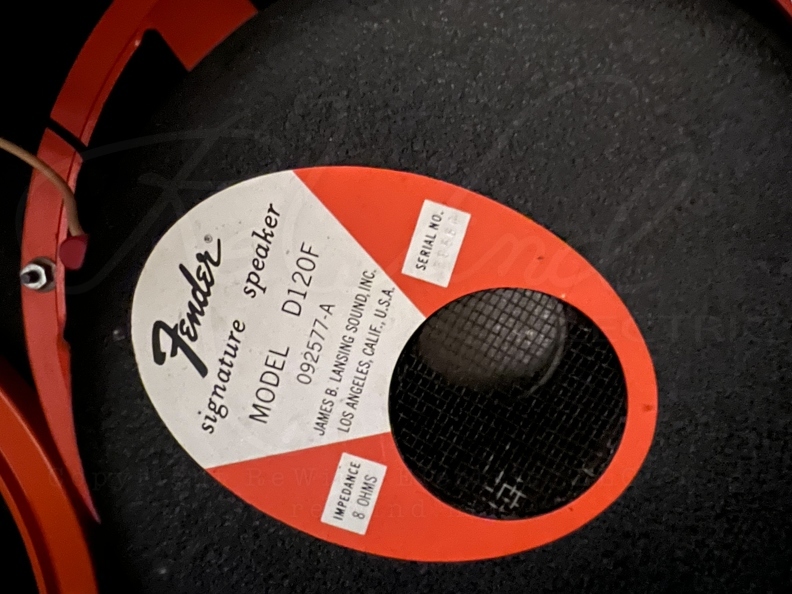 Fender®
signature speaker
MODEL D120F
092577-A
JAMES B. LANSING SOUND, INC.
LOS ANGELES, CALIF., U.S.A.
SERIAL NO.
IMPEDANCE
8 OHMS